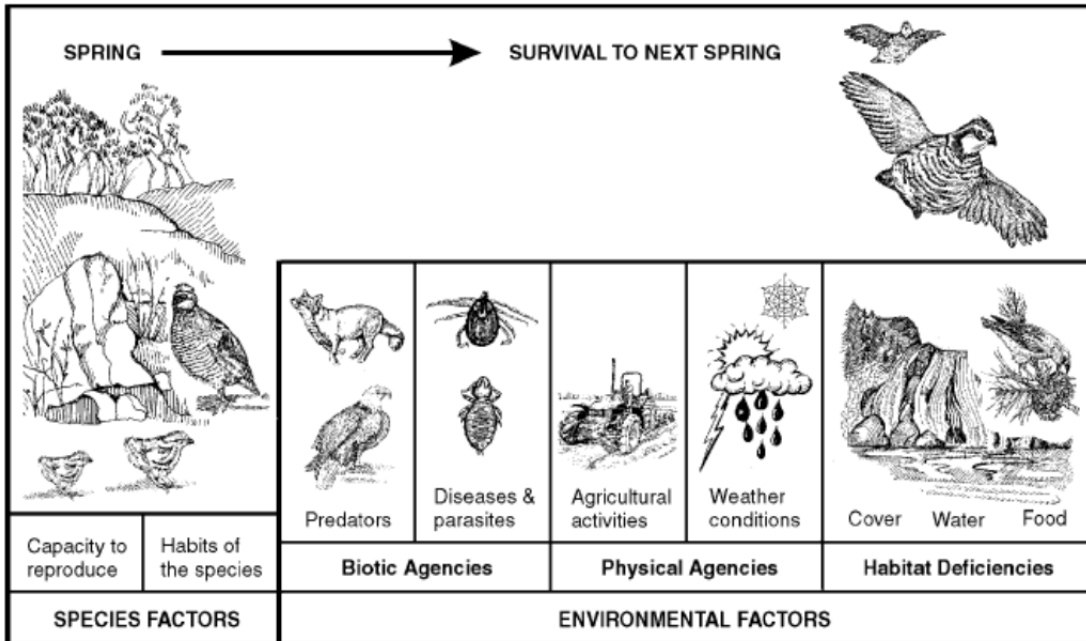 SPRING
SURVIVAL TO NEXT SPRING
Predators
Diseases &
parasites
Agricultural
activities
Weather
conditions
Cover
Water
Food
Capacity to
reproduce
Habits of
the species
Biotic Agencies
Physical Agencies
Habitat Deficiencies
SPECIES FACTORS
ENVIRONMENTAL FACTORS